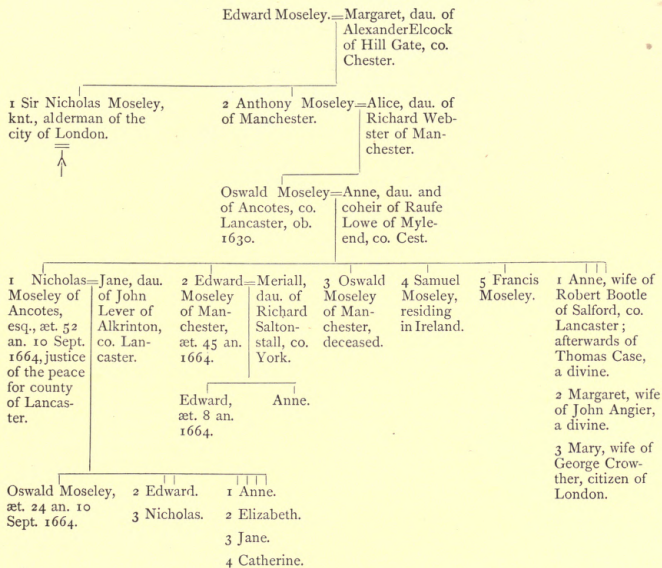 Edward Moseley.=Margaret, dau. of
AlexanderElcock
of Hill Gate, co.
Chester.
1 Sir Nicholas Moseley,
knt., alderman of the
city of London.
2 Anthony Moseley=Alice, dau. of
of Manchester.
Richard Web-
ster of Man-
chester.
Oswald Moseley=Anne, dau. and
of Ancotes, co.
Lancaster, ob.
1630.
coheir of Raufe
Lowe of Myle-
end, co. Cest.
1 Nicholas=Jane, dau.
Moseley of
Ancotes,
esq., æt. 52
an. 10 Sept.
1664, justice
of the peace
for county
of Lancas-
ter.
of John
Lever of
Alkrinton,
co. Lan-
caster.
2 Edward=Meriall,
Moseley
of Man-
chester,
æt. 45 an.
1664.
dau. of
Richard
Salton-
stall, co.
York.
3 Oswald
Moseley
of Man-
chester,
deceased.
4 Samuel
Moseley,
residing
in Ireland.
5 Francis
Moseley.
1 Anne, wife of
Robert Bootle
of Salford, co.
Lancaster;
afterwards of
Thomas Case,
a divine.
2 Margaret, wife
of John Angier,
a divine.
3 Mary, wife of
George Crow-
ther, citizen of
London.
Edward,
æt. 8 an.
1664.
Anne.
Oswald Moseley,
æt. 24 an. 10
Sept. 1664.
2 Edward.
3 Nicholas.
1 Anne.
2 Elizabeth.
3 Jane.
4 Catherine.